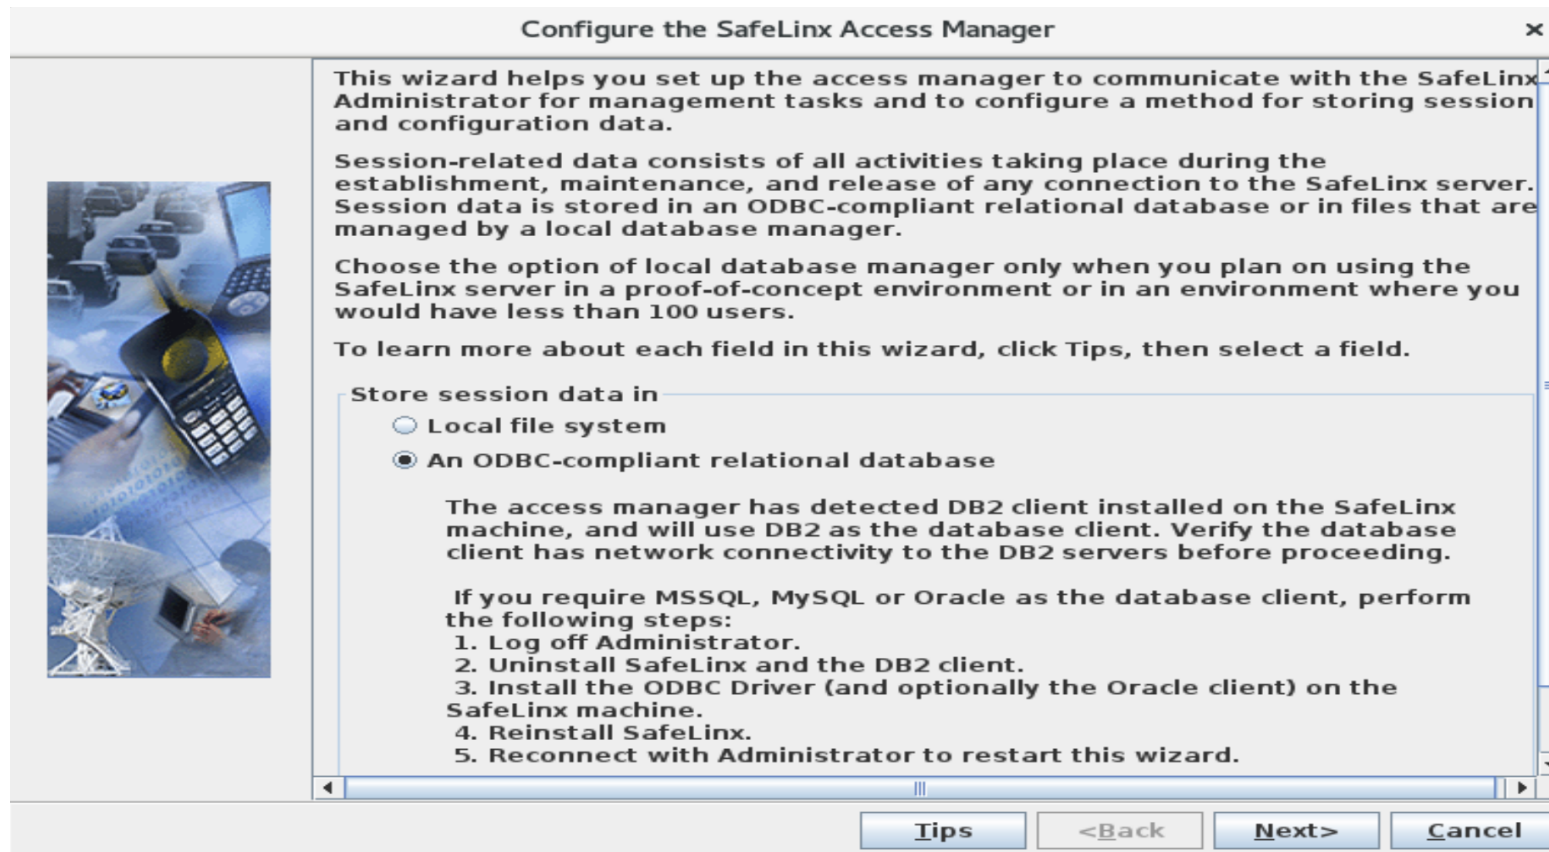 Configure the SafeLinx Access Manager
This wizard helps you set up the access manager to communicate with the SafeLinx
Administrator for management tasks and to configure a method for storing session
and configuration data.
Session-related data consists of all activities taking place during the
establishment, maintenance, and release of any connection to the SafeLinx server.
Session data is stored in an ODBC-compliant relational database or in files that are
managed by a local database manager.
Choose the option of local database manager only when you plan on using the
SafeLinx server in a proof-of-concept environment or in an environment where you
would have less than 100 users.
To learn more about each field in this wizard, click Tips, then select a field.
Store session data in
Local file system
An ODBC-compliant relational database
The access manager has detected DB2 client installed on the SafeLinx
machine, and will use DB2 as the database client. Verify the database
client has network connectivity to the DB2 servers before proceeding.
If you require MSSQL, MySQL or Oracle as the database client, perform
the following steps:
1. Log off Administrator.
2. Uninstall SafeLinx and the DB2 client.
3. Install the ODBC Driver (and optionally the Oracle client) on the
SafeLinx machine.
4. Reinstall SafeLinx.
5. Reconnect with Administrator to restart this wizard.
Tips
<Back
Next>
Cancel